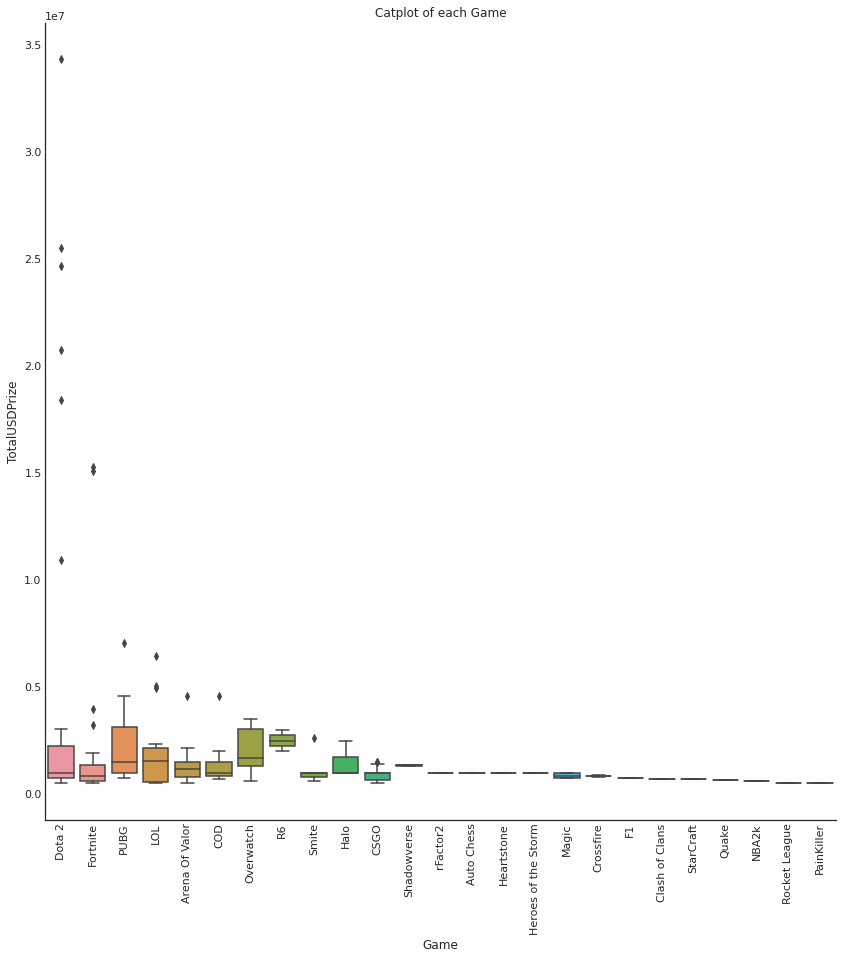 Catplot of each Game
1e7
3.5
3.0
2.5
2.0
1.5
1.0
0.5
0.0
TotalUSDPrize
Dota 2
Fortnite
PUBG
LOL
Arena Of Valor
COD
Overwatch
R6
Smite
Halo
CSGO
Shadowverse
rFactor2
Auto Chess
Heartstone
Heroes of the Storm
Magic
Crossfire
F1
Clash of Clans
StarCraft
Quake
NBA2k
Rocket League
PainKiller
Game